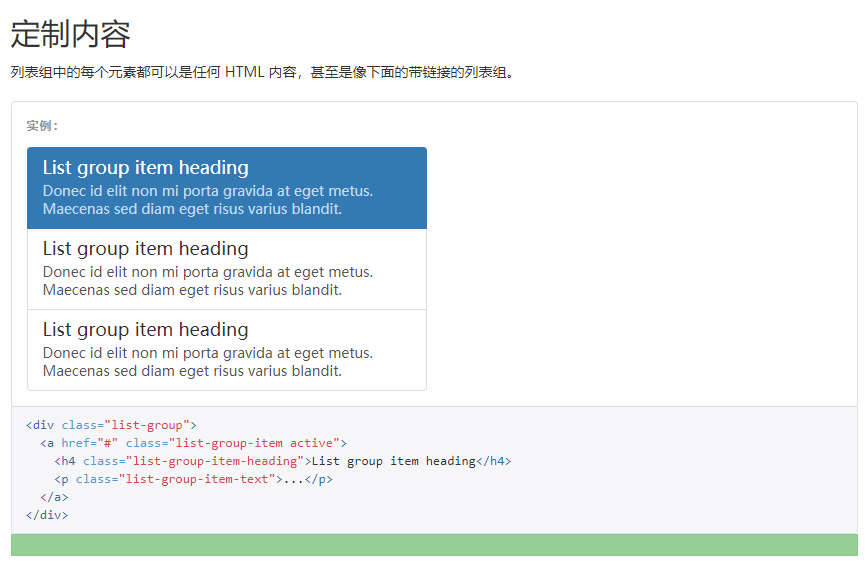 定制内容
列表组中的每个元素都可以是任何 HTML 内容，甚至是像下面的带链接的列表组。
实例：
List group item heading
Donec id elit non mi porta gravida at eget metus.
Maecenas sed diam eget risus varius blandit.
List group item heading
Donec id elit non mi porta gravida at eget metus.
Maecenas sed diam eget risus varius blandit.
List group item heading
Donec id elit non mi porta gravida at eget metus.
Maecenas sed diam eget risus varius blandit.
<div class="list-group">
  <a href="#" class="list-group-item active">
    <h4 class="list-group-item-heading">List group item heading</h4>
    <p class="list-group-item-text">...</p>
  </a>
</div>